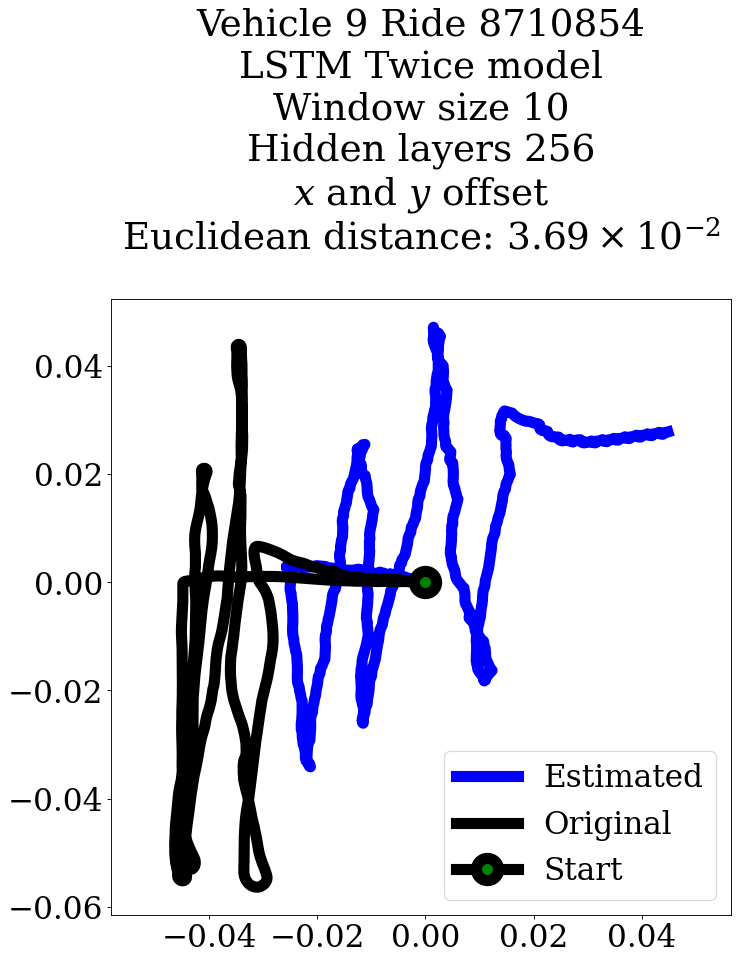 Vehicle 9 Ride 8710854
LSTM Twice model
Window size 10
Hidden layers 256
x and y offset
Euclidean distance: 3.69 × 10⁻²
0.04
0.02
0.00
−0.02
−0.04
−0.06
Estimated
Original
Start
−0.04 −0.02 0.00 0.02 0.04